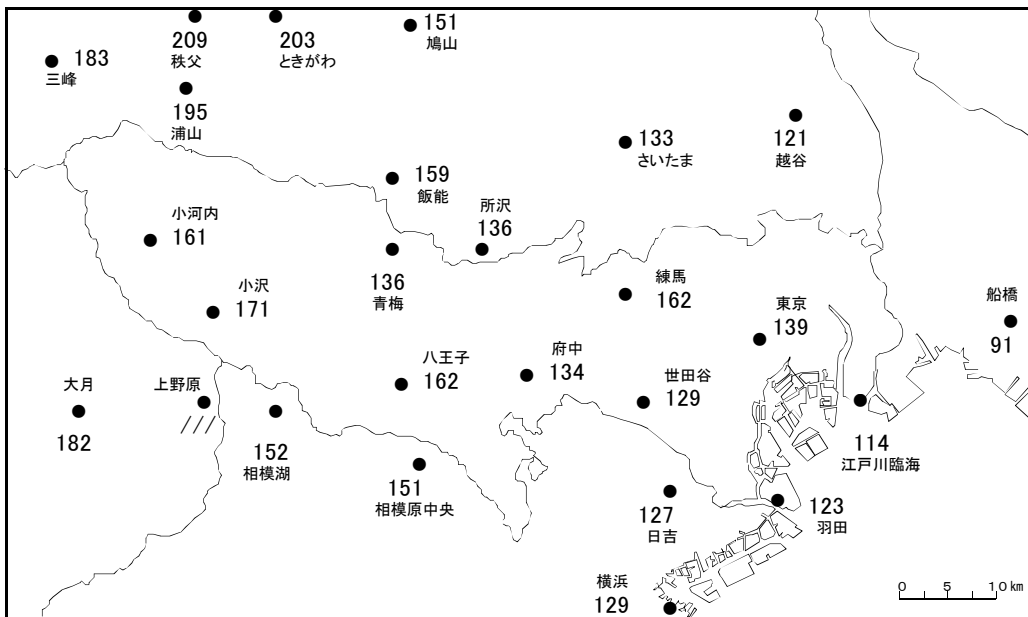 151
鳩山
209
秩父
203
ときがわ
183
三峰
195
浦山
133
さいたま
121
越谷
159
飯能
所沢
136
小河内
161
136
青梅
小沢
171
練馬
162
東京
139
船橋
91
八王子
162
府中
134
世田谷
129
大月
182
上野原
///
152
相模湖
114
江戸川臨海
151
相模原中央
127
日吉
123
羽田
横浜
129
0 5 10km